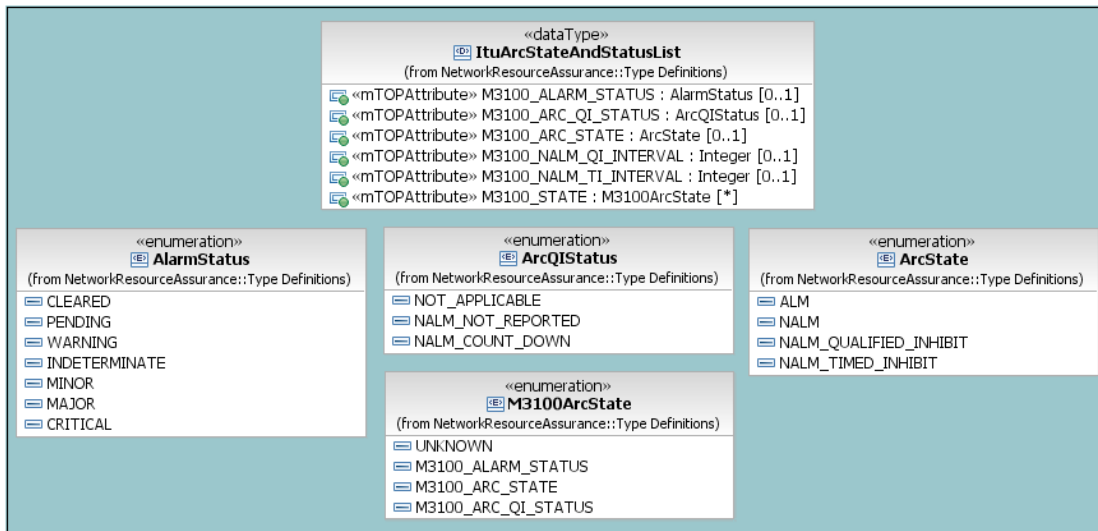 «dataType»
ItuArcStateAndStatusList
(from NetworkResourceAssurance::Type Definitions)
«mTOPAttribute» M3100_ALARM_STATUS : AlarmStatus [0..1]
«mTOPAttribute» M3100_ARC_QI_STATUS : ArcQIStatus [0..1]
«mTOPAttribute» M3100_ARC_STATE : ArcState [0..1]
«mTOPAttribute» M3100_NALM_QI_INTERVAL : Integer [0..1]
«mTOPAttribute» M3100_NALM_TI_INTERVAL : Integer [0..1]
«mTOPAttribute» M3100_STATE : M3100ArcState [*]
«enumeration»
AlarmStatus
(from NetworkResourceAssurance::Type Definitions)
CLEARED
PENDING
WARNING
INDETERMINATE
MINOR
MAJOR
CRITICAL
«enumeration»
ArcQIStatus
(from NetworkResourceAssurance::Type Definitions)
NOT_APPLICABLE
NALM_NOT_REPORTED
NALM_COUNT_DOWN
«enumeration»
ArcState
(from NetworkResourceAssurance::Type Definitions)
ALM
NALM
NALM_QUALIFIED_INHIBIT
NALM_TIMED_INHIBIT
«enumeration»
M3100ArcState
(from NetworkResourceAssurance::Type Definitions)
UNKNOWN
M3100_ALARM_STATUS
M3100_ARC_STATE
M3100_ARC_QI_STATUS